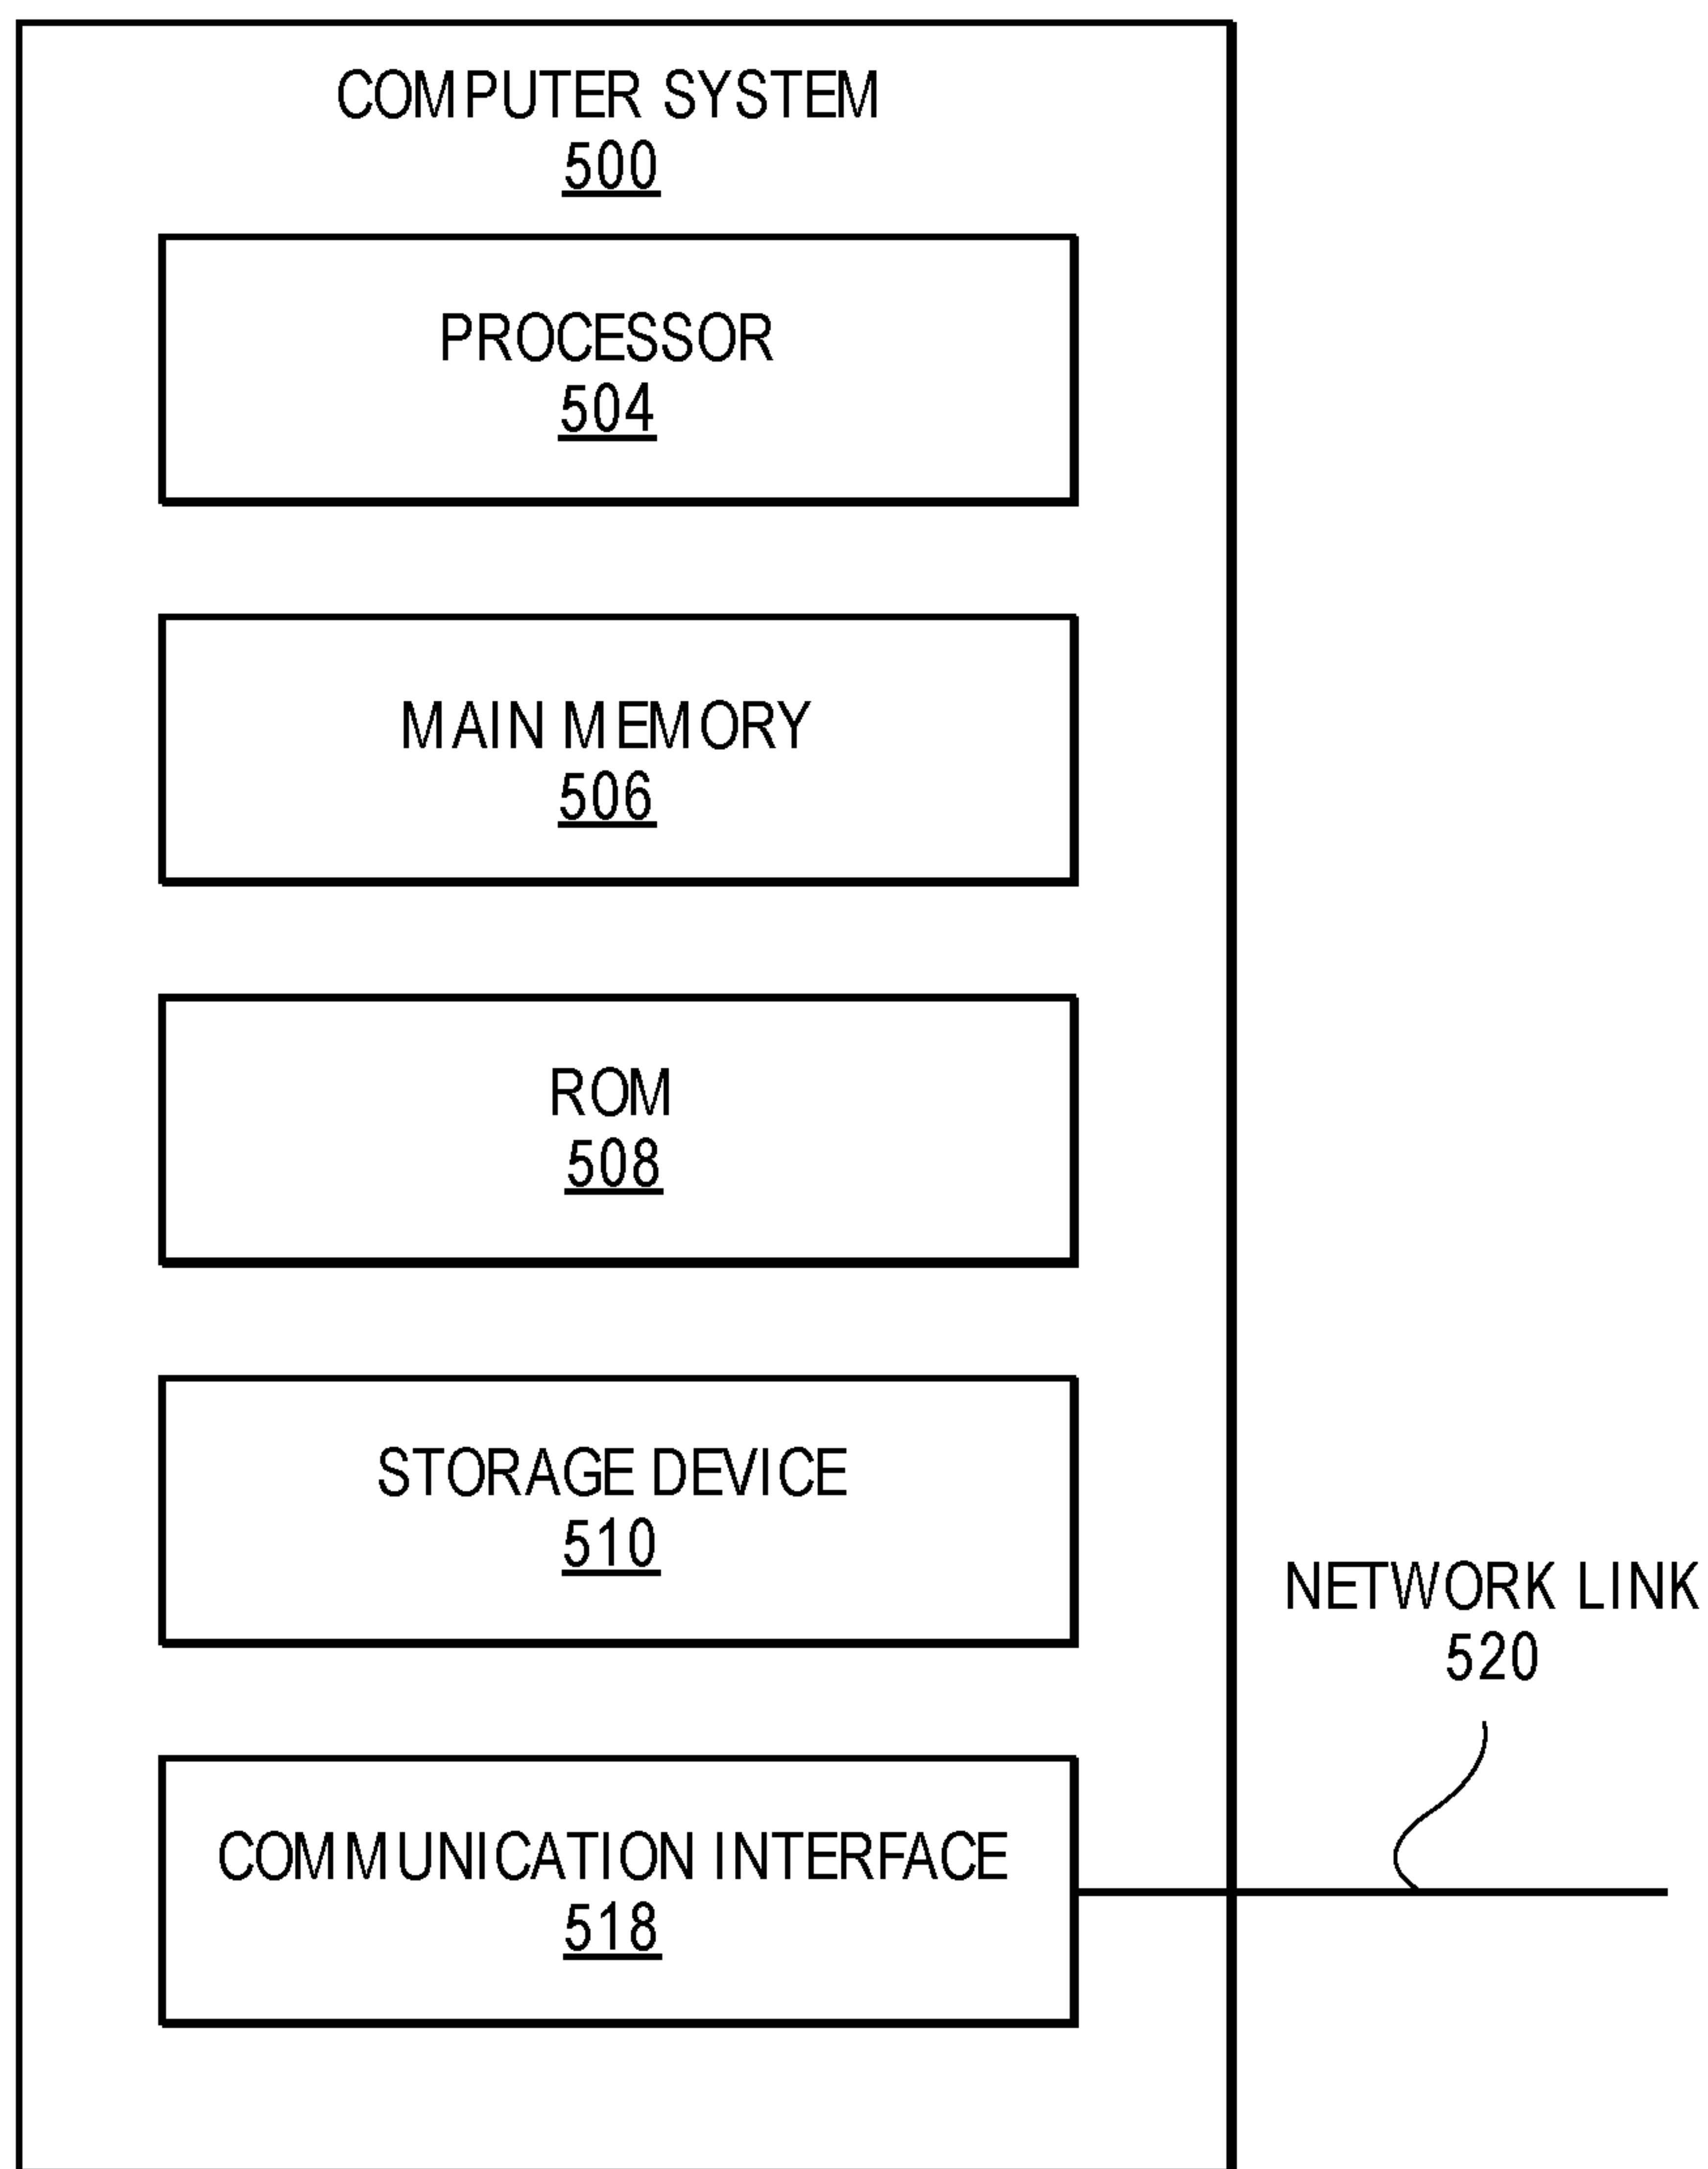 COMPUTER SYSTEM
500
PROCESSOR
504
MAIN MEMORY
506
ROM
508
STORAGE DEVICE
510
NETWORK LINK
520
COMMUNICATION INTERFACE
518